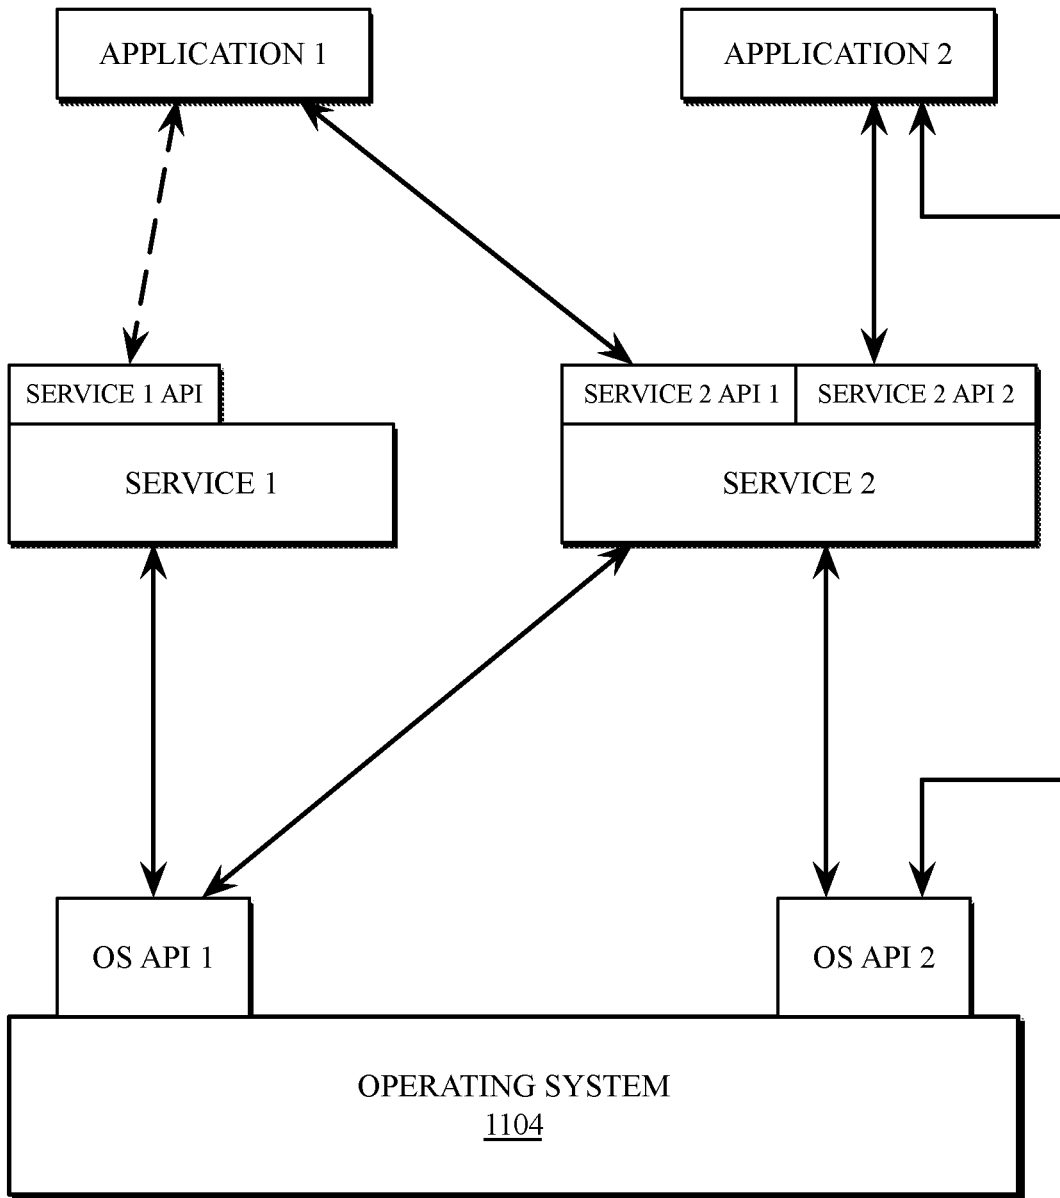 APPLICATION 1
APPLICATION 2
SERVICE 1 API
SERVICE 2 API 1
SERVICE 2 API 2
SERVICE 1
SERVICE 2
OS API 1
OS API 2
OPERATING SYSTEM
1104